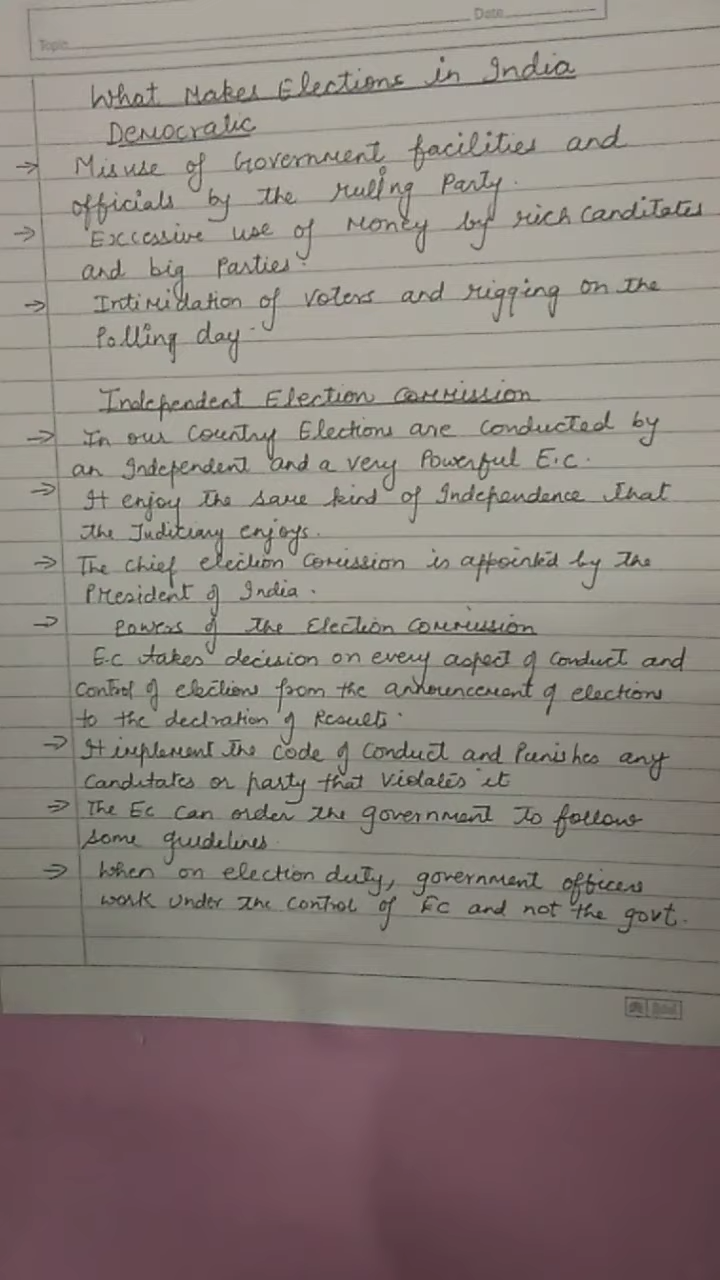 Topic
Date
What Makes Elections in India
Democratic
→ Misuse of Government facilities and
officials by the ruling Party.
→ Excessive use of Money by rich canditates
and big Parties.
→ Intimidation of Voters and rigging on the
Polling day.
Independent Election Commission
→ In our Country Elections are conducted by
an Independent and a very Powerful E.C.
→ It enjoy the same kind of Independence that
the Juditiary enjoys.
→ The chief election Comission is appointed by the
President of India.
→ Powers of the Election Commission
E.C takes decision on every aspect of conduct and
Control of elections from the announcement of elections
to the declration of Results.
→ It implement the code of Conduct and Punishes any
Canditates or party that violates it
→ The Ec can order the government to follow
some guidelines.
→ When on election duty, government officers
work under the control of Ec and not the govt.